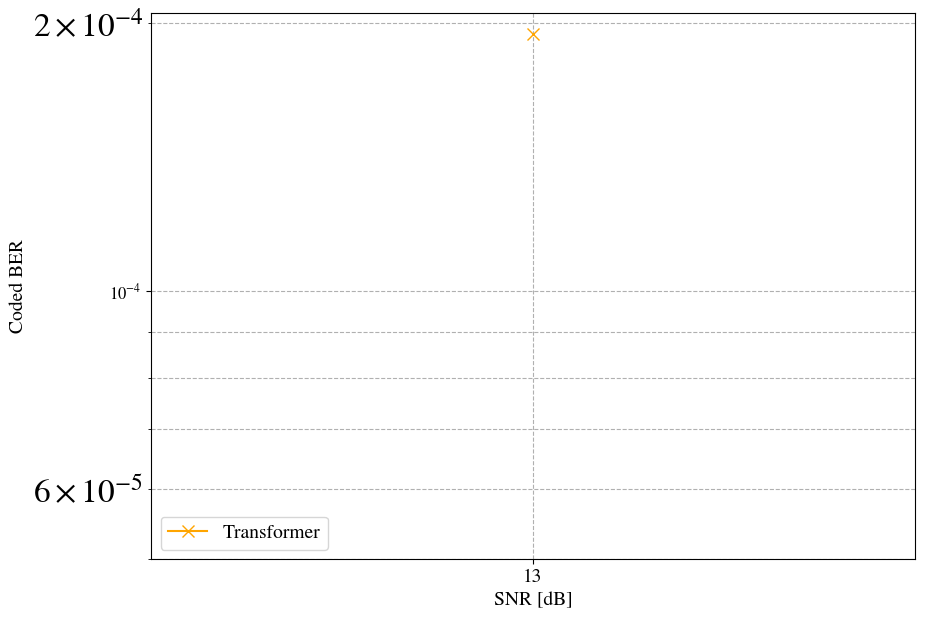 2×10⁻⁴
Coded BER
10⁻⁴
6×10⁻⁵
Transformer
13
SNR [dB]